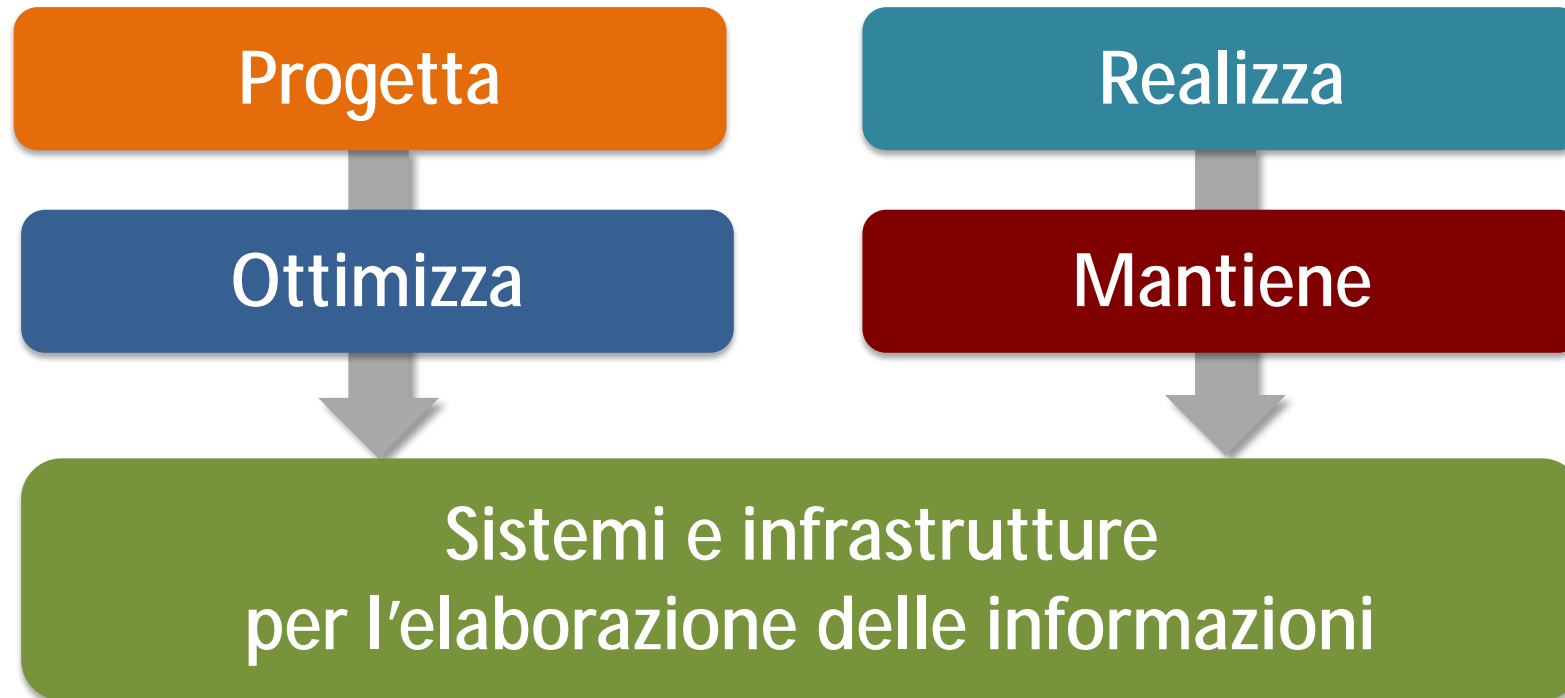 Progetta
Realizza
Ottimizza
Mantiene
Sistemi e infrastrutture
per l’elaborazione delle informazioni